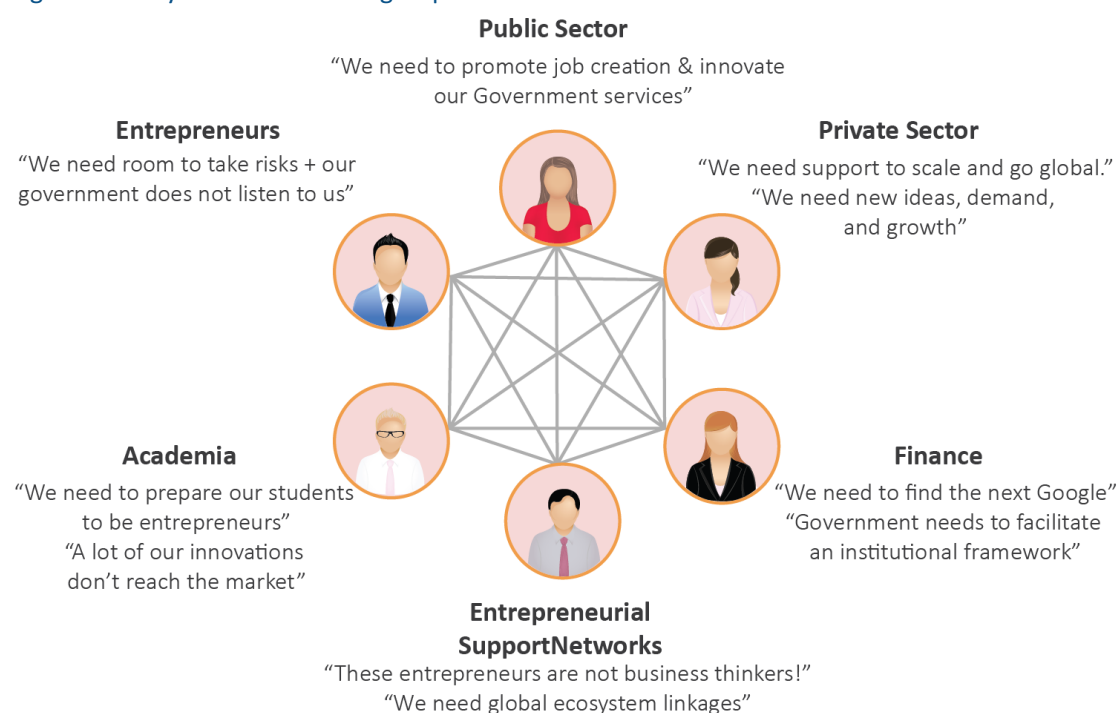 Public Sector
“We need to promote job creation & innovate
our Government services”
Entrepreneurs
“We need room to take risks + our
government does not listen to us”
Private Sector
“We need support to scale and go global.”
“We need new ideas, demand,
and growth”
Academia
“We need to prepare our students
to be entrepreneurs”
“A lot of our innovations
don’t reach the market”
Finance
“We need to find the next Google”
“Government needs to facilitate
an institutional framework”
Entrepreneurial
SupportNetworks
“These entrepreneurs are not business thinkers!”
“We need global ecosystem linkages”